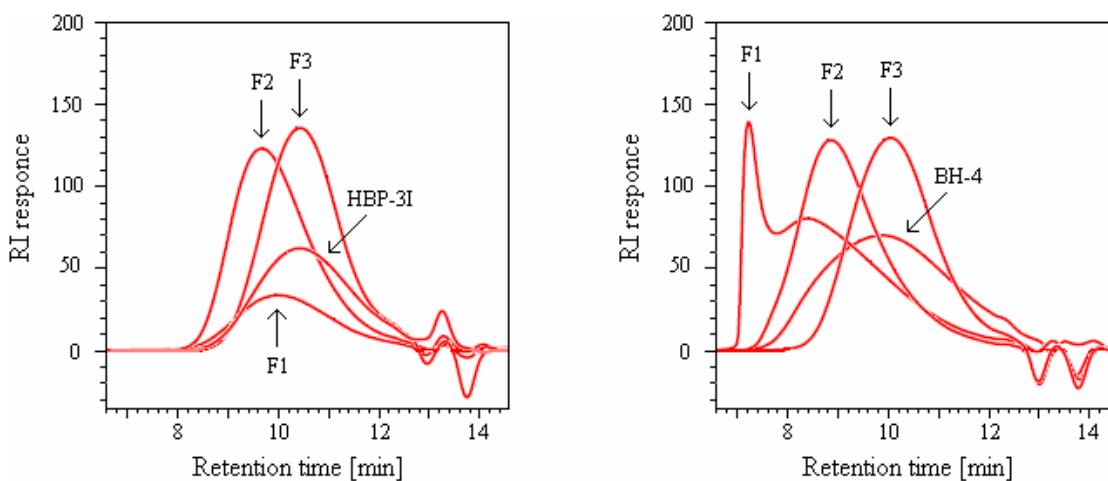 200
150
100
50
0
RI responce
F2
F3
HBP-3I
F1
8
10
12
14
Retention time [min]
200
150
100
50
0
RI responce
F1
F2
F3
BH-4
8
10
12
14
Retention time [min]